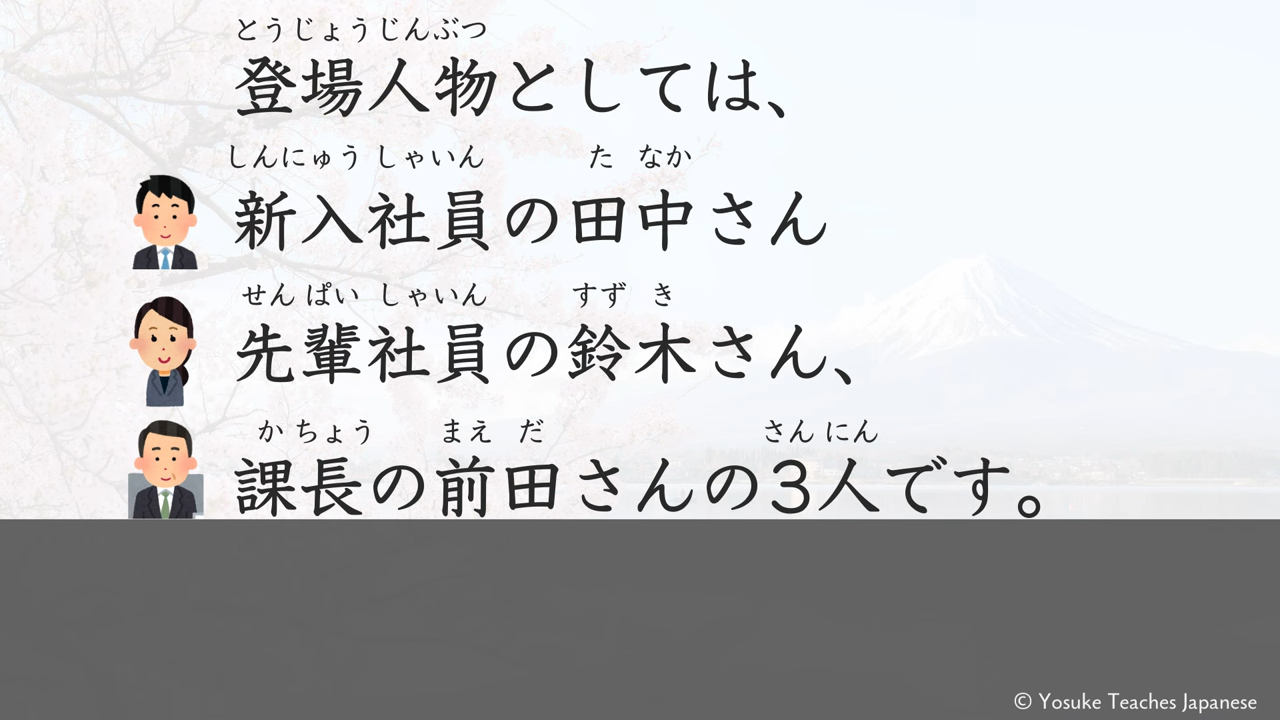 とうじょうじんぶつ
登場人物としては、
しんにゅう しゃいん た なか
新入社員の田中さん
せん ぱい しゃいん すず き
先輩社員の鈴木さん、
か ちょう まえ だ さん にん
課長の前田さんの3人です。
© Yosuke Teaches Japanese